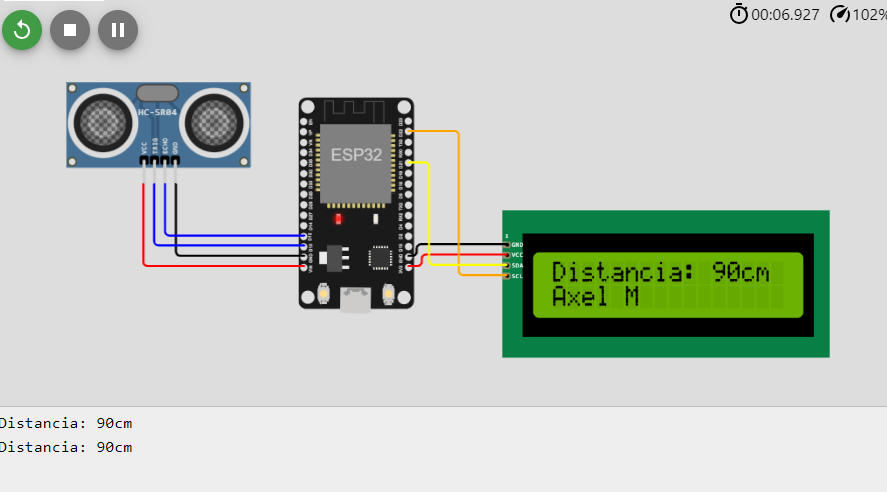 00:06.927
102%
HC-SR04
VCC
TRIG
ECHO
GND
ESP32
1
GND
VCC
SDA
SCL
Distancia: 90cm
Axel M
Distancia: 90cm
Distancia: 90cm